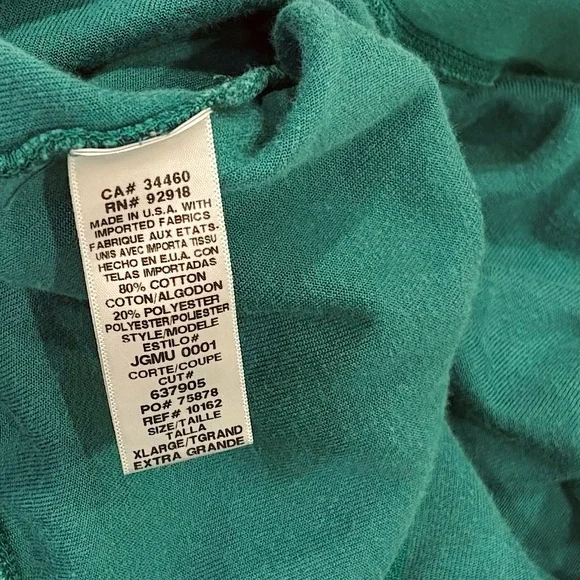 CA# 34460
RN# 92918
MADE IN U.S.A. WITH
IMPORTED FABRICS
FABRIQUE AUX ETATS-
UNIS AVEC IMPORTA TISSU
HECHO EN E.U.A. CON
TELAS IMPORTADAS
80% COTTON
COTON/ALGODON
20% POLYESTER
POLYESTER/POLIESTER
STYLE/MODELE
ESTILO#
JGMU 0001
CORTE/COUPE
CUT#
637905
PO# 75878
REF# 10162
SIZE/TAILLE
TALLA
XLARGE/TGRAND
EXTRA GRANDE